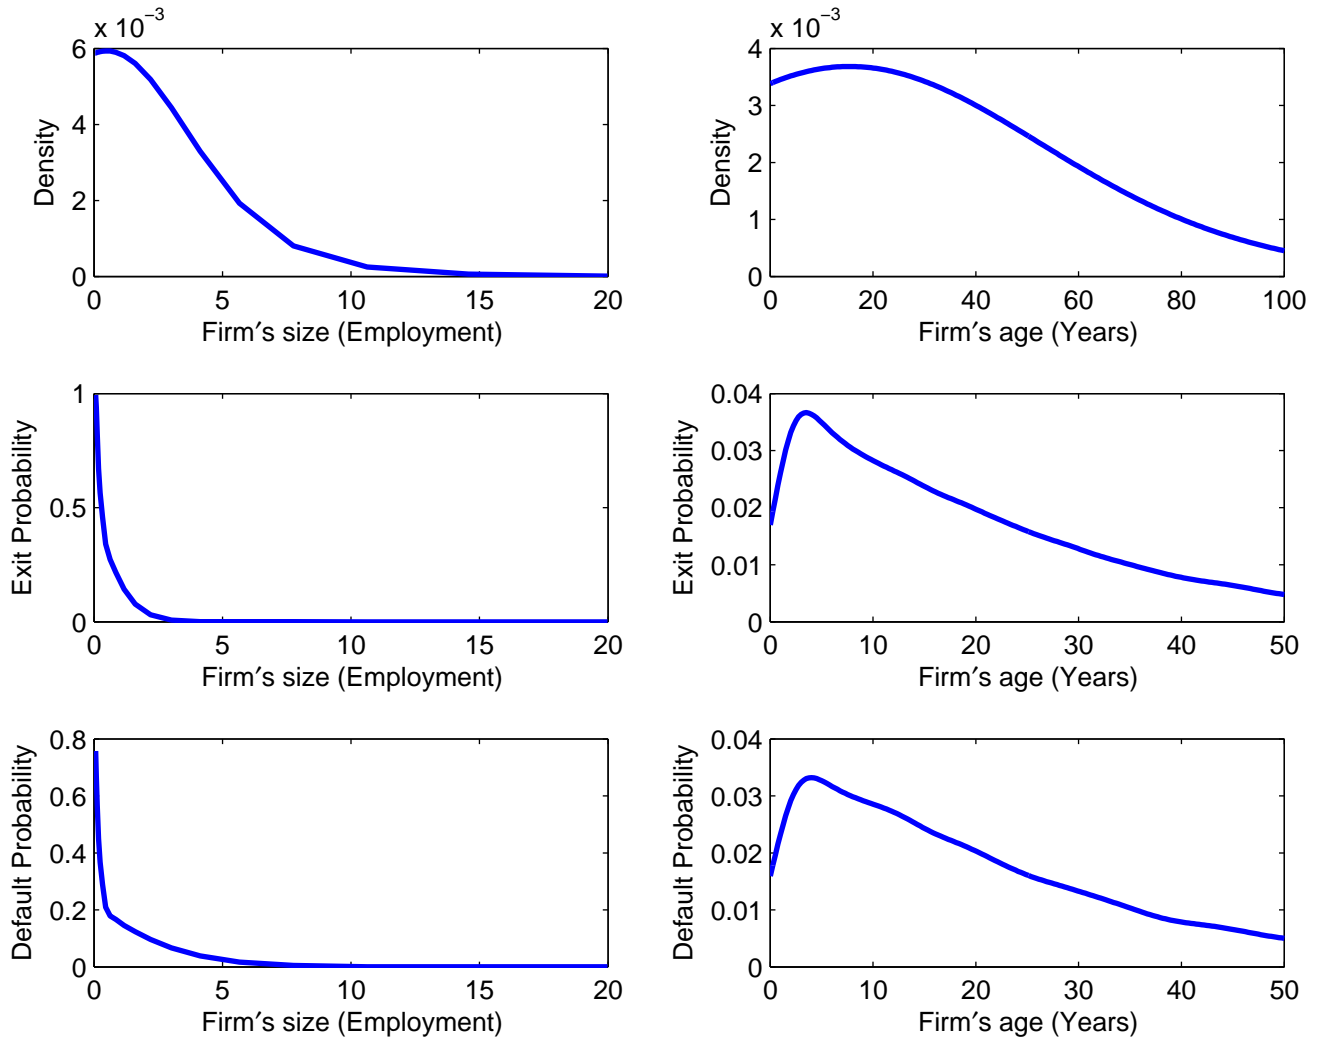 x 10⁻³
6
4
2
0
Density
0 5 10 15 20
Firm′s size (Employment)
x 10⁻³
4
3
2
1
0
Density
0 20 40 60 80 100
Firm′s age (Years)
1
0.5
0
Exit Probability
0 5 10 15 20
Firm′s size (Employment)
0.04
0.03
0.02
0.01
0
Exit Probability
0 10 20 30 40 50
Firm′s age (Years)
0.8
0.6
0.4
0.2
0
Default Probability
0 5 10 15 20
Firm′s size (Employment)
0.04
0.03
0.02
0.01
0
Default Probability
0 10 20 30 40 50
Firm′s age (Years)